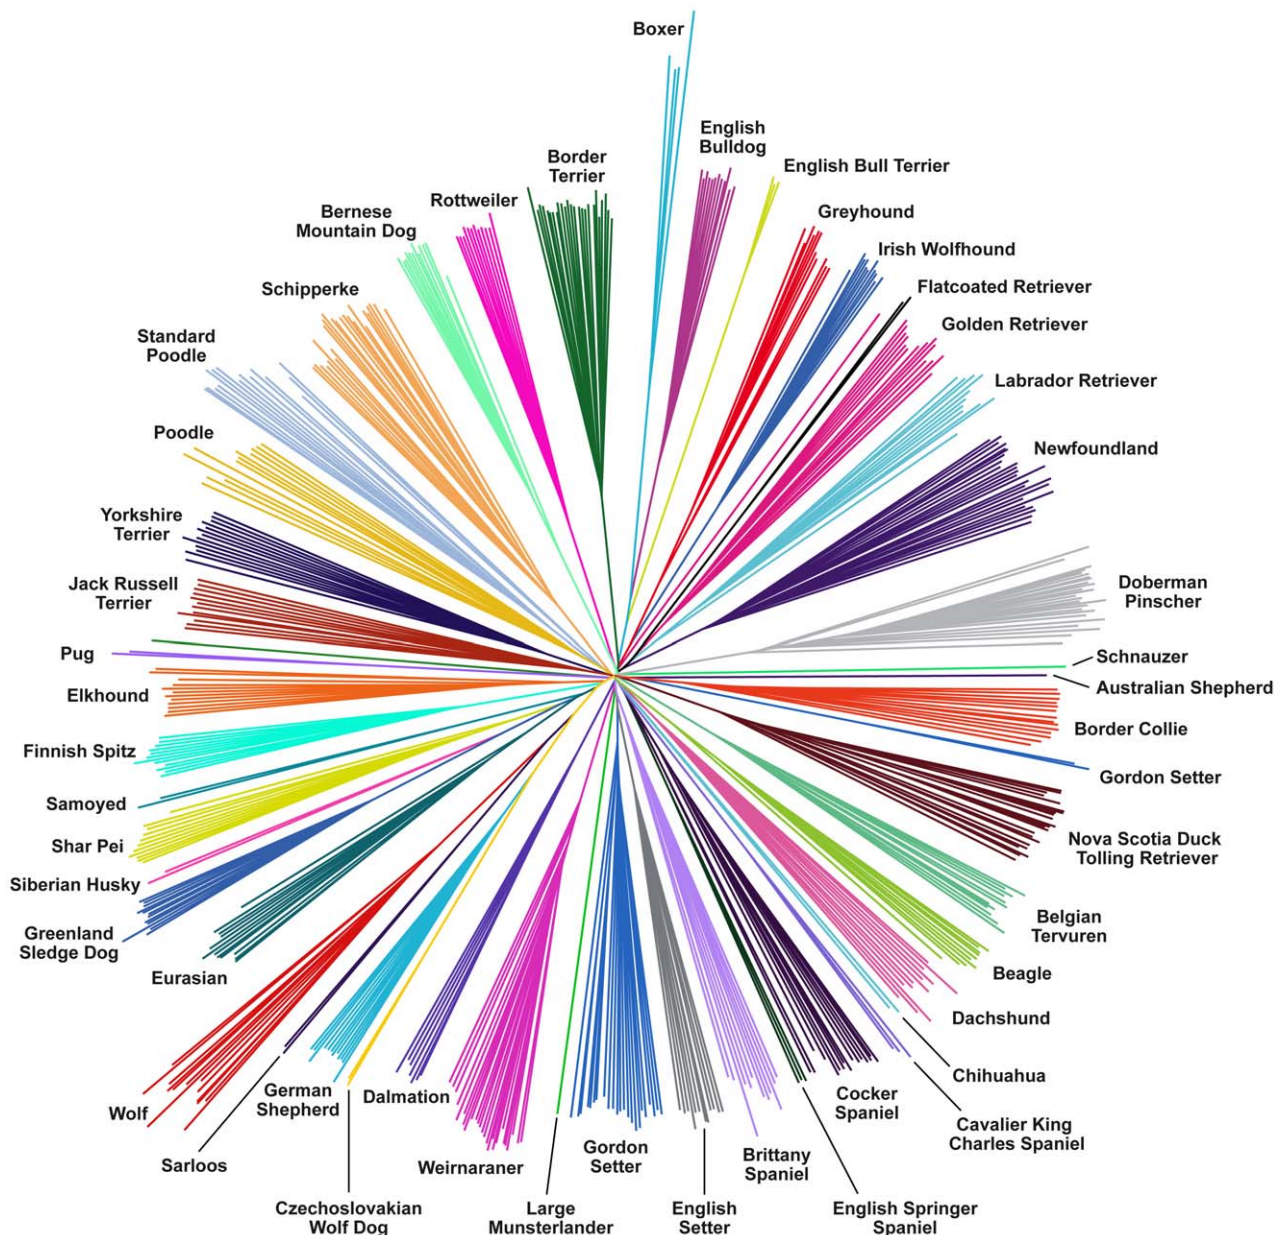 Boxer
English
Bulldog
English Bull Terrier
Greyhound
Irish Wolfhound
Flatcoated Retriever
Golden Retriever
Labrador Retriever
Newfoundland
Doberman
Pinscher
Schnauzer
Australian Shepherd
Border Collie
Gordon Setter
Nova Scotia Duck
Tolling Retriever
Belgian
Tervuren
Beagle
Dachshund
Chihuahua
Cavalier King
Charles Spaniel
Cocker
Spaniel
English Springer
Spaniel
Brittany
Spaniel
English
Setter
Gordon
Setter
Large
Munsterlander
Weirnaraner
Dalmation
Czechoslovakian
Wolf Dog
German
Shepherd
Sarloos
Wolf
Eurasian
Greenland
Sledge Dog
Siberian Husky
Shar Pei
Samoyed
Finnish Spitz
Elkhound
Pug
Jack Russell
Terrier
Yorkshire
Terrier
Poodle
Standard
Poodle
Schipperke
Bernese
Mountain Dog
Rottweiler
Border
Terrier